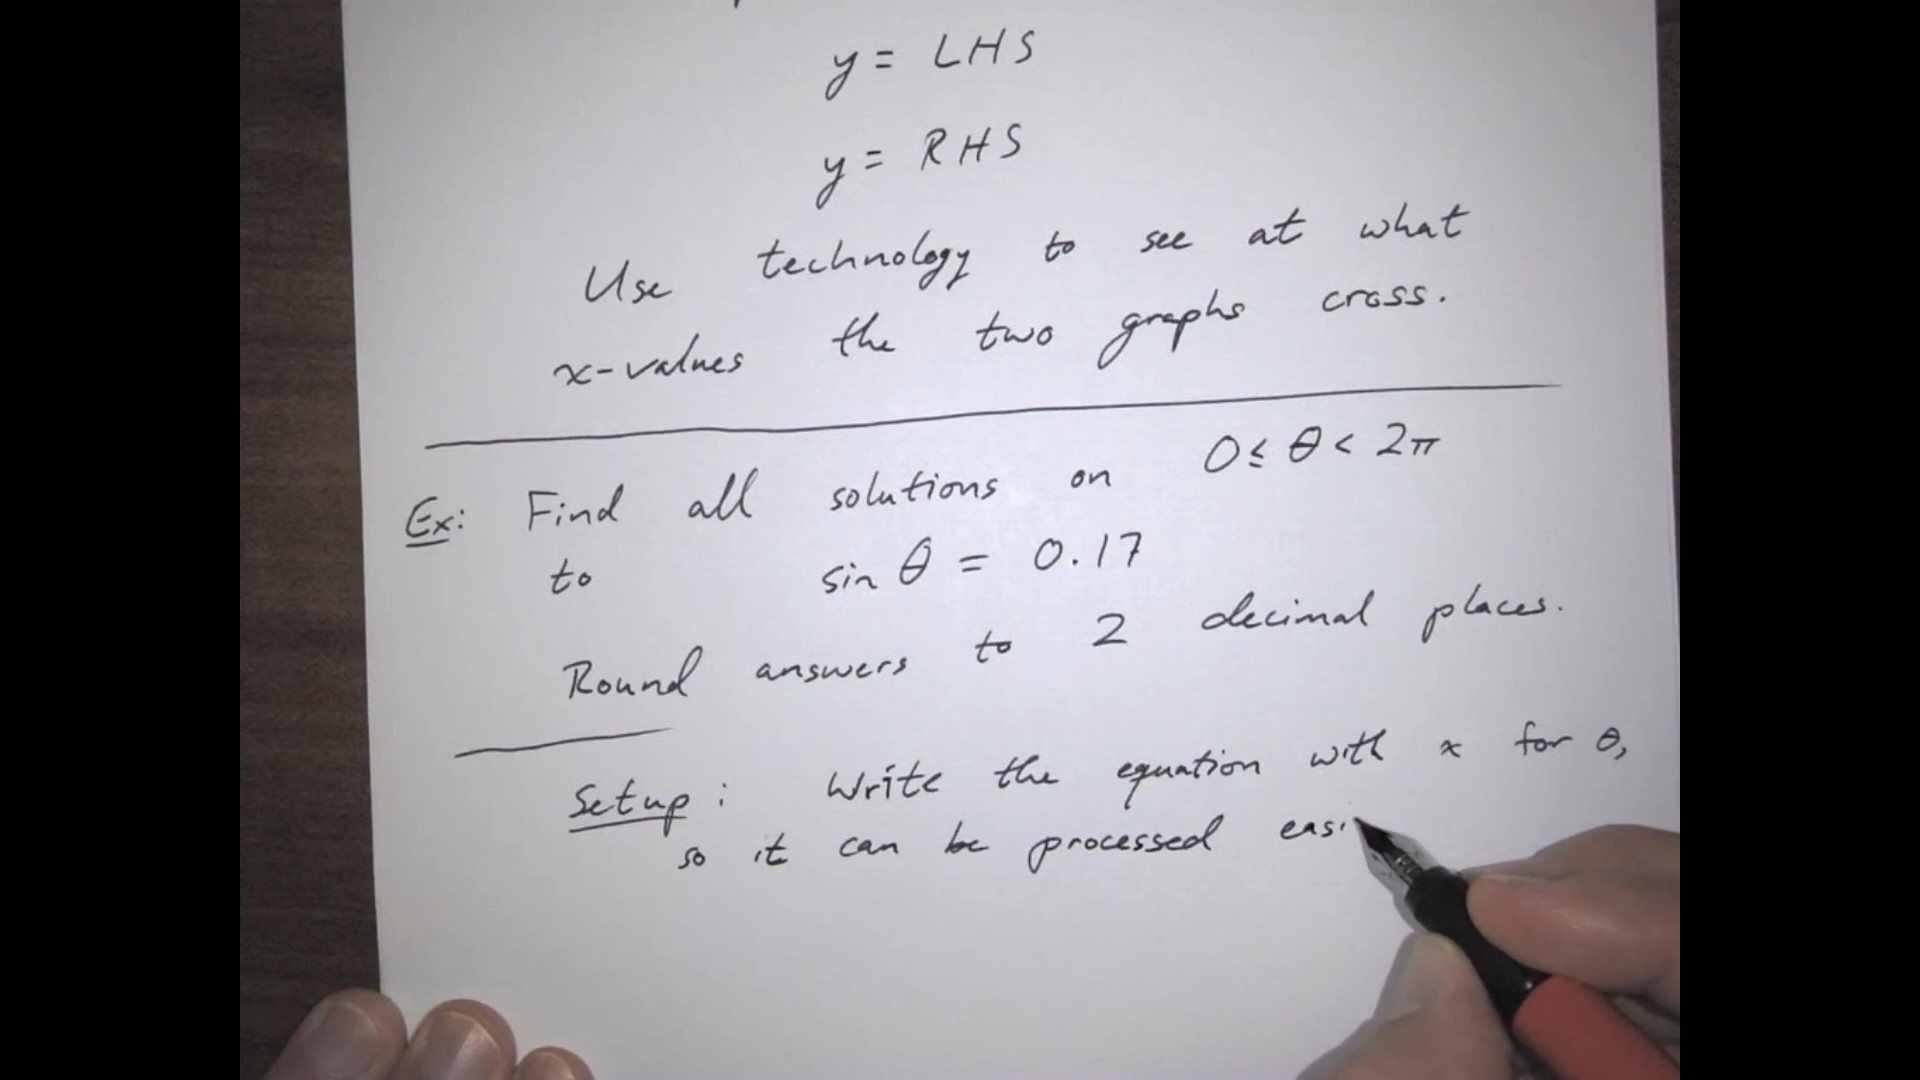 y = LHS
y = RHS
Use technology to see at what
x-values the two graphs cross.
Ex: Find all solutions on 0 ≤ θ < 2π
to sin θ = 0.17
Round answers to 2 decimal places.
Setup: Write the equation with x for θ,
so it can be processed easi